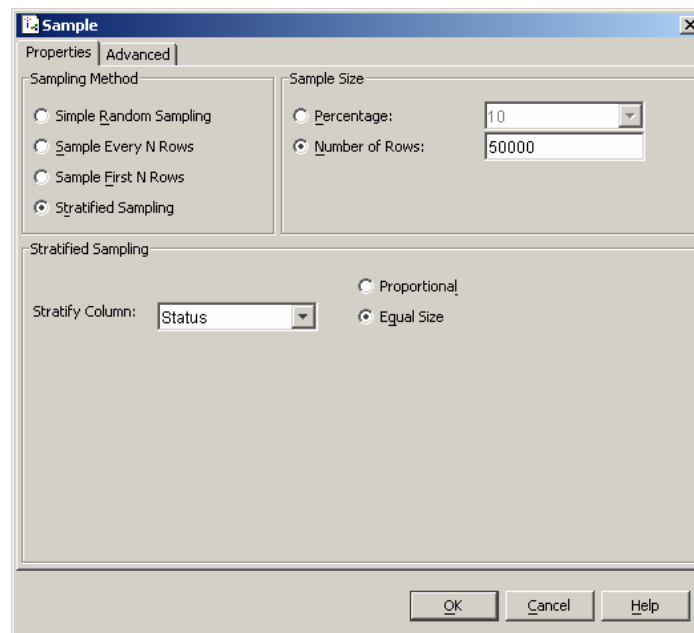 Sample
Properties Advanced
Sampling Method
Simple Random Sampling
Sample Every N Rows
Sample First N Rows
Stratified Sampling
Sample Size
Percentage: 10
Number of Rows: 50000
Stratified Sampling
Stratify Column: Status
Proportional
Equal Size
OK Cancel Help